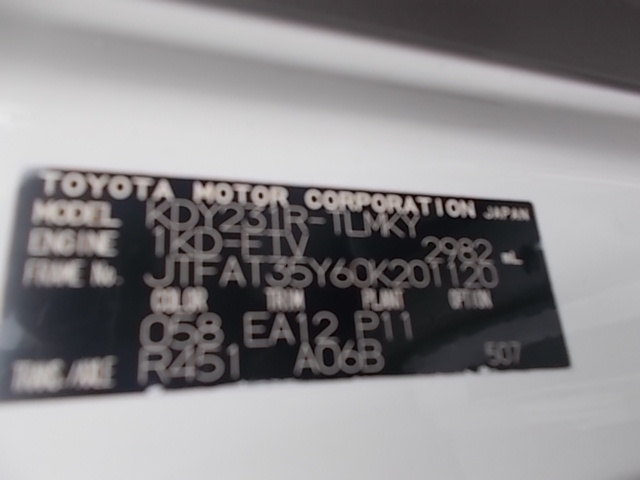 TOYOTA MOTOR CORPORATION JAPAN
MODEL KDY231R-TLMKY
ENGINE 1KD-FTV 2982 mL
FRAME No. JTFAT35Y60K201120
COLOR TRIM PLANT OPTION
058 EA12 P11
TRANS/AXLE R451 A06B 507